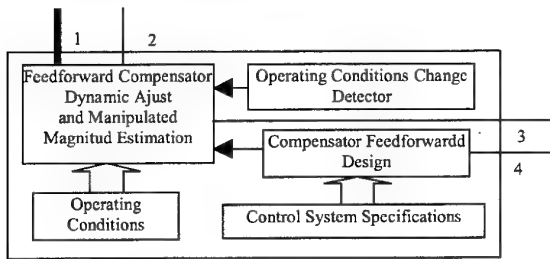 1 2
Feedforward Compensator
Dynamic Ajust
and Manipulated
Magnitud Estimation
Operating Conditions Change
Detector
3
Compensator Feedforwardd
Design
4
Operating
Conditions
Control System Specifications